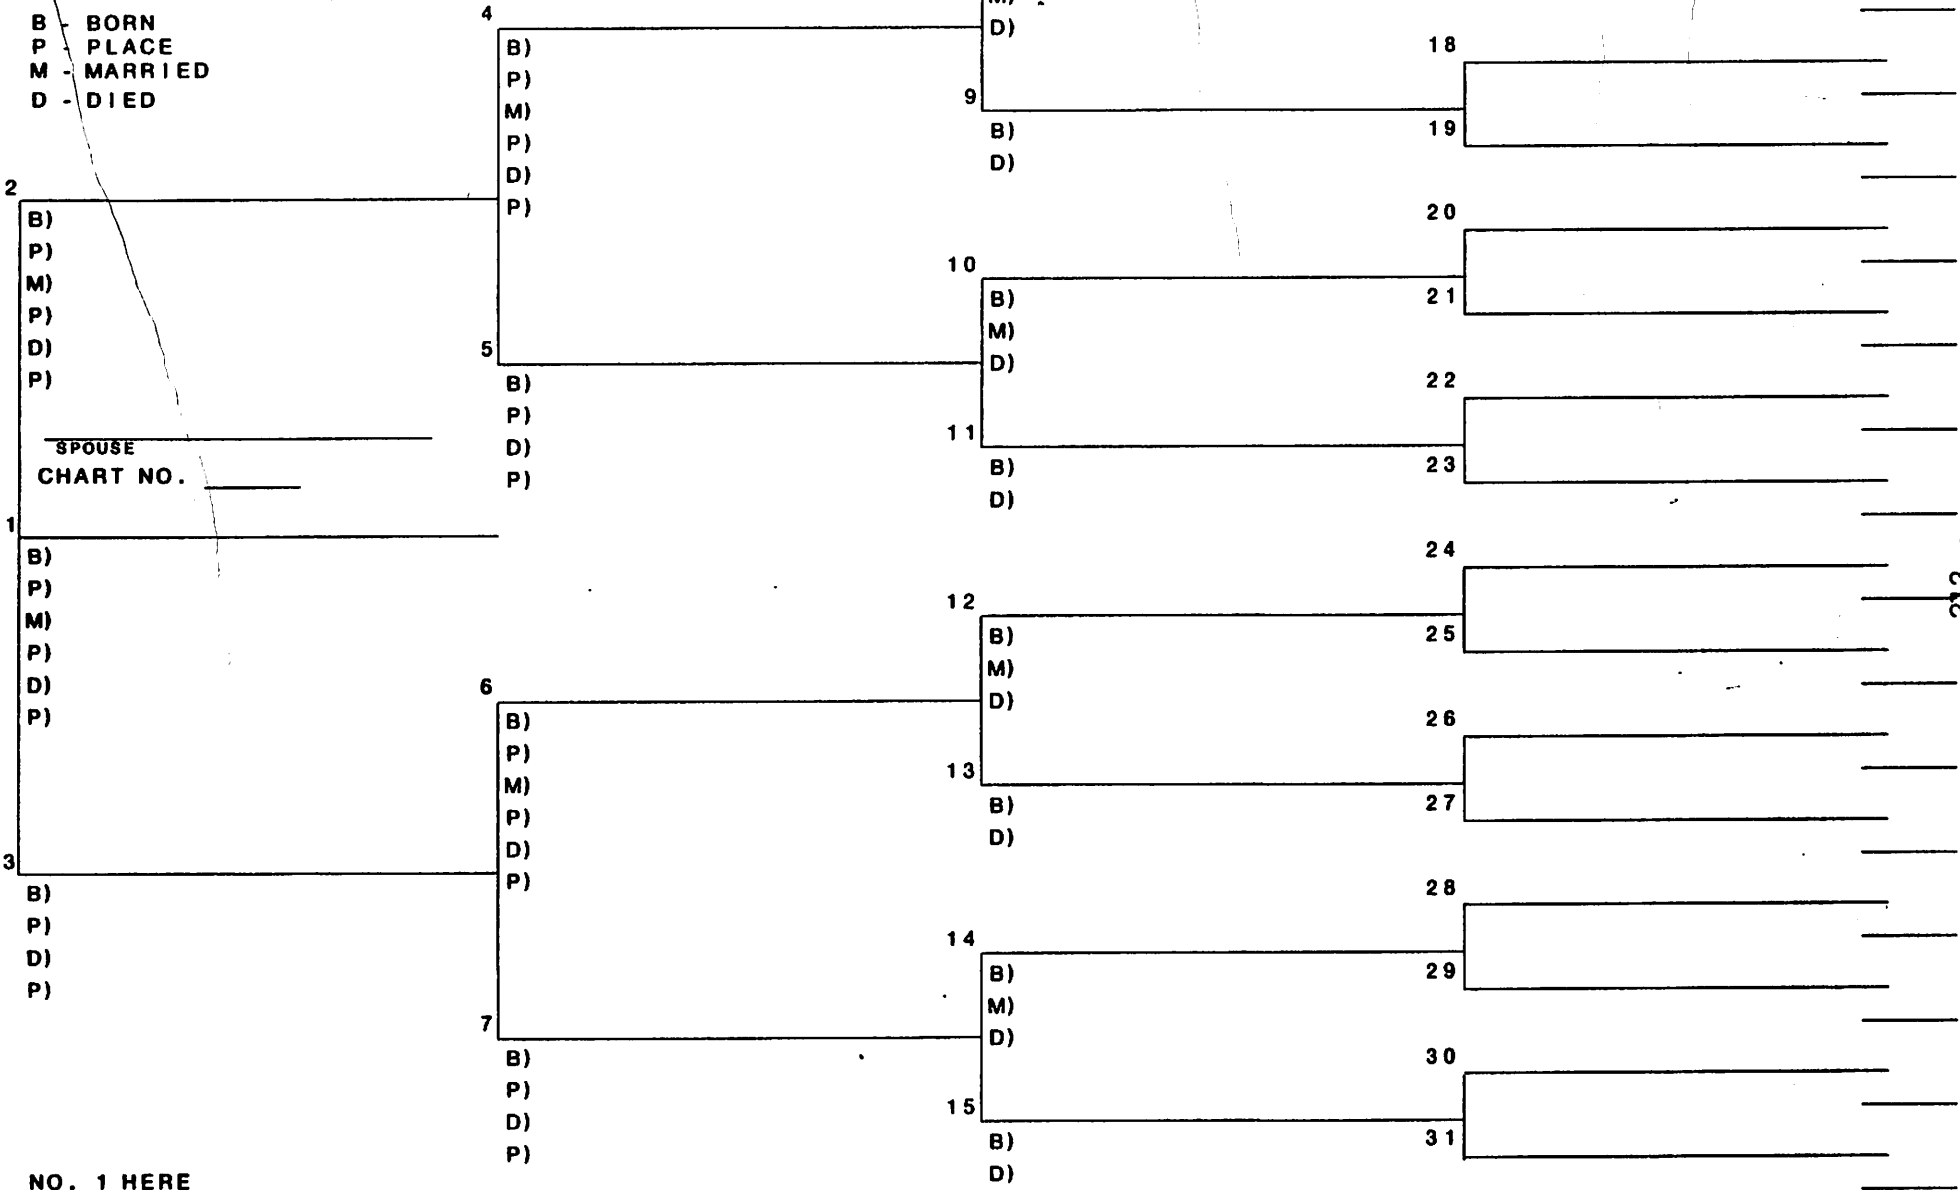 B - BORN
P - PLACE
M - MARRIED
D - DIED
2
B)
P)
M)
P)
D)
P)
SPOUSE
CHART NO.
1
B)
P)
M)
P)
D)
P)
3
B)
P)
D)
P)
NO. 1 HERE
4
B)
P)
M)
P)
D)
P)
5
B)
P)
D)
P)
6
B)
P)
M)
P)
D)
P)
7
B)
P)
D)
P)
M)
D)
9
B)
D)
10
B)
M)
D)
11
B)
D)
12
B)
M)
D)
13
B)
D)
14
B)
M)
D)
15
B)
D)
18
19
20
21
22
23
24
25
26
27
28
29
30
31